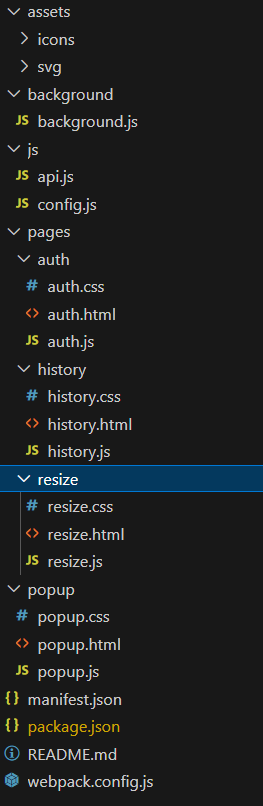 assets
icons
svg
background
JS background.js
js
JS api.js
JS config.js
pages
auth
# auth.css
<> auth.html
JS auth.js
history
# history.css
<> history.html
JS history.js
resize
# resize.css
<> resize.html
JS resize.js
popup
# popup.css
<> popup.html
JS popup.js
{} manifest.json
{} package.json
README.md
webpack.config.js